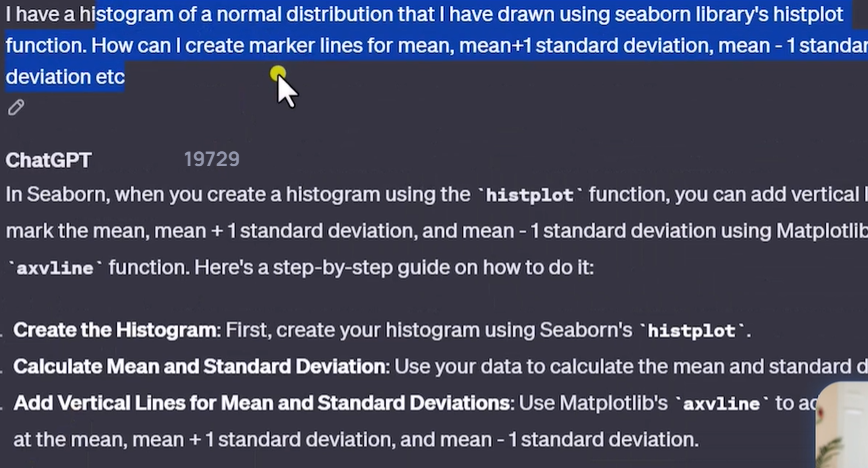 I have a histogram of a normal distribution that I have drawn using seaborn library's histplot
function. How can I create marker lines for mean, mean+1 standard deviation, mean - 1
deviation etc
ChatGPT 19729
In Seaborn, when you create a histogram using the `histplot` function, you can add vertical
mark the mean, mean + 1 standard deviation, and mean - 1 standard deviation using
`axvline` function. Here's a step-by-step guide on how to do it:
. Create the Histogram: First, create your histogram using Seaborn's `histplot`.
. Calculate Mean and Standard Deviation: Use your data to calculate the mean and standard
. Add Vertical Lines for Mean and Standard Deviations: Use Matplotlib's `axvline` to
at the mean, mean + 1 standard deviation, and mean - 1 standard deviation.